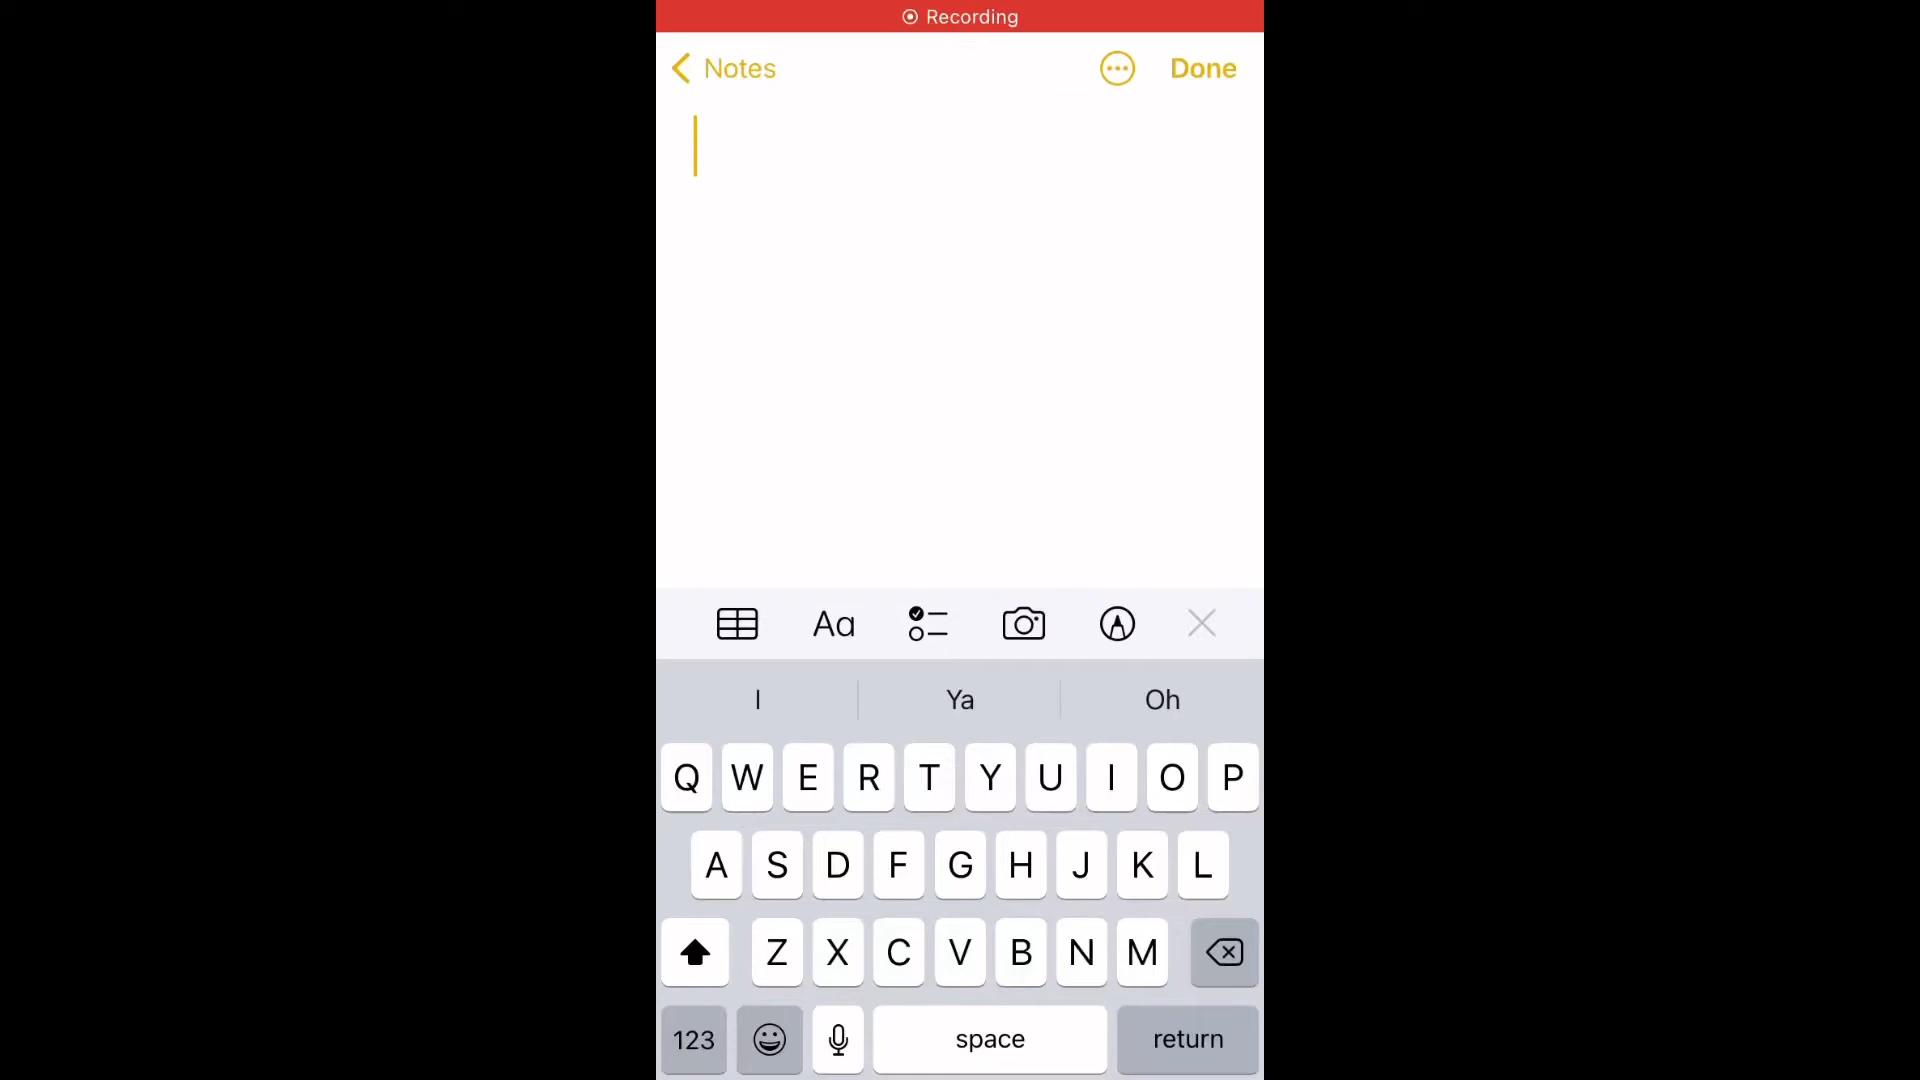 Recording
Notes Done
Aa
I Ya Oh
Q W E R T Y U I O P
A S D F G H J K L
Z X C V B N M
123 space return